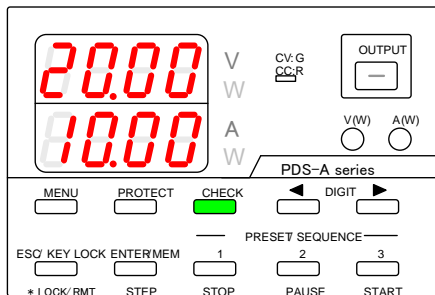 20.00 V
W
CV: G
CC:R
OUTPUT
10.00 A
W
V(W) A(W)
PDS-A series
MENU PROTECT CHECK DIGIT
PRESET/ SEQUENCE
ESC/ KEY LOCK ENTER/MEM 1 2 3
* LOCK/ RMT STEP STOP PAUSE START